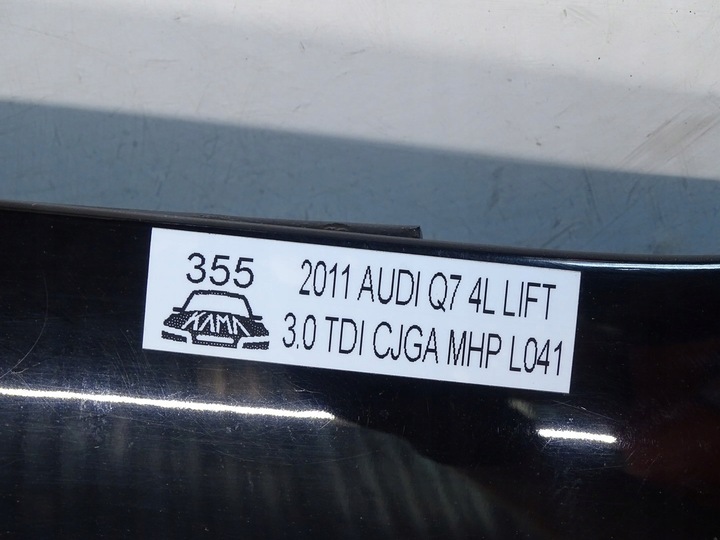 355
KAMA
2011 AUDI Q7 4L LIFT
3.0 TDI CJGA MHP L041